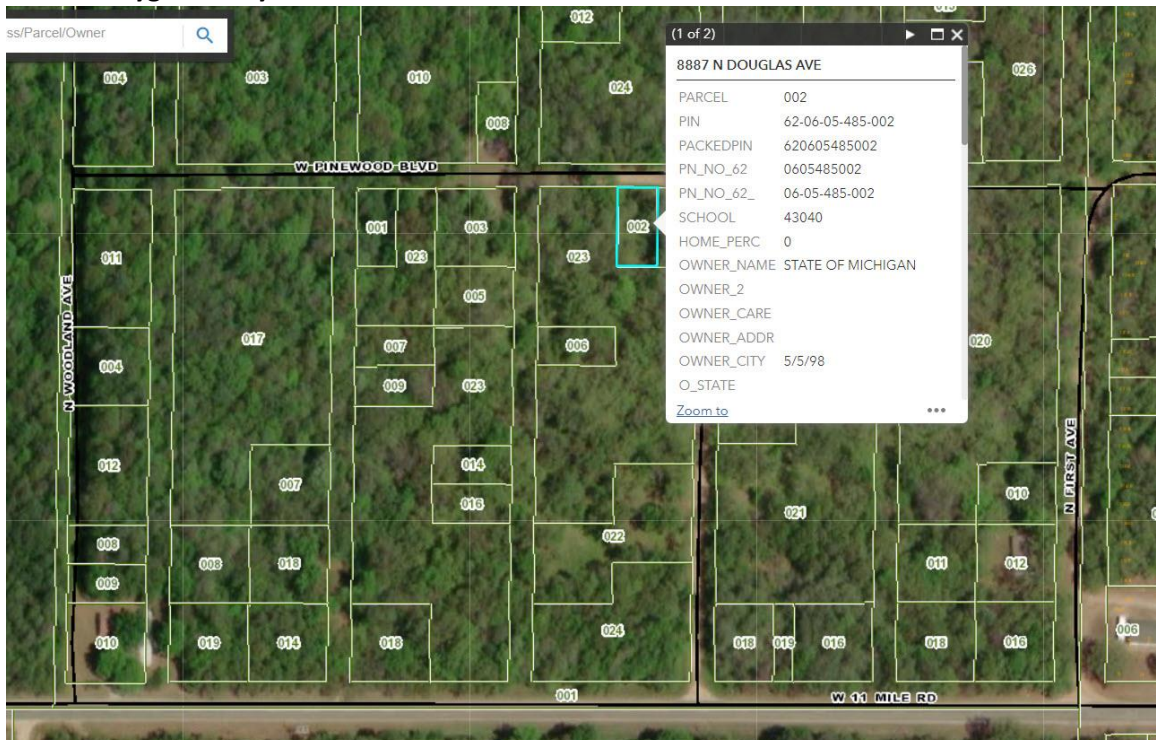 ss/Parcel/Owner
(1 of 2)
8887 N DOUGLAS AVE
PARCEL 002
PIN 62-06-05-485-002
PACKEDPIN 620605485002
PN_NO_62 0605485002
PN_NO_62_ 06-05-485-002
SCHOOL 43040
HOME_PERC 0
OWNER_NAME STATE OF MICHIGAN
OWNER_2
OWNER_CARE
OWNER_ADDR
OWNER_CITY 5/5/98
O_STATE
Zoom to
012
004 003 010 024 026
008
W PINEWOOD BLVD
001 003 002
011 023 023
005
N WOODLAND AVE
017 007 006 020
004
009 023
012 014
007 010
016
N FIRST AVE
021
008 022
008 018 011 012
009
010 019 014 018 024 018 019 016 018 016 006
001
W 11 MILE RD